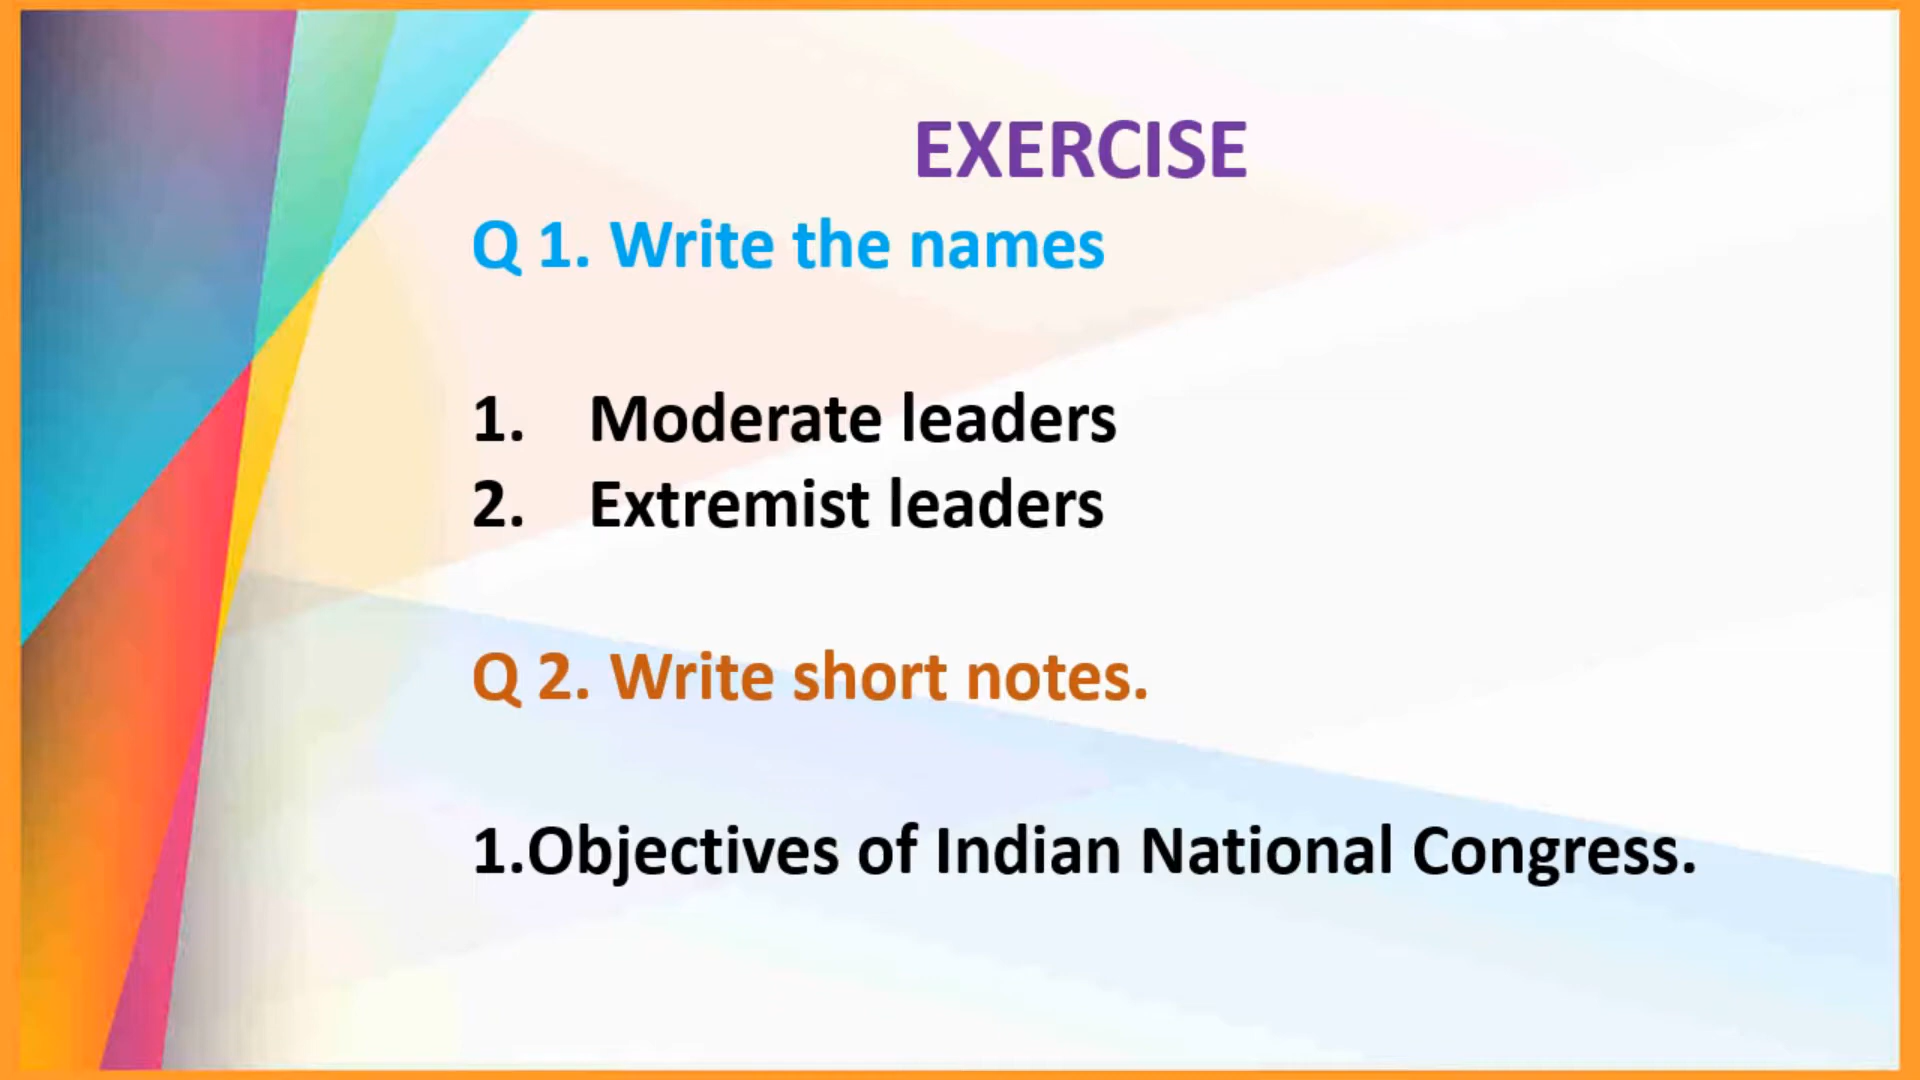 EXERCISE
Q 1. Write the names
1. Moderate leaders
2. Extremist leaders
Q 2. Write short notes.
1.Objectives of Indian National Congress.